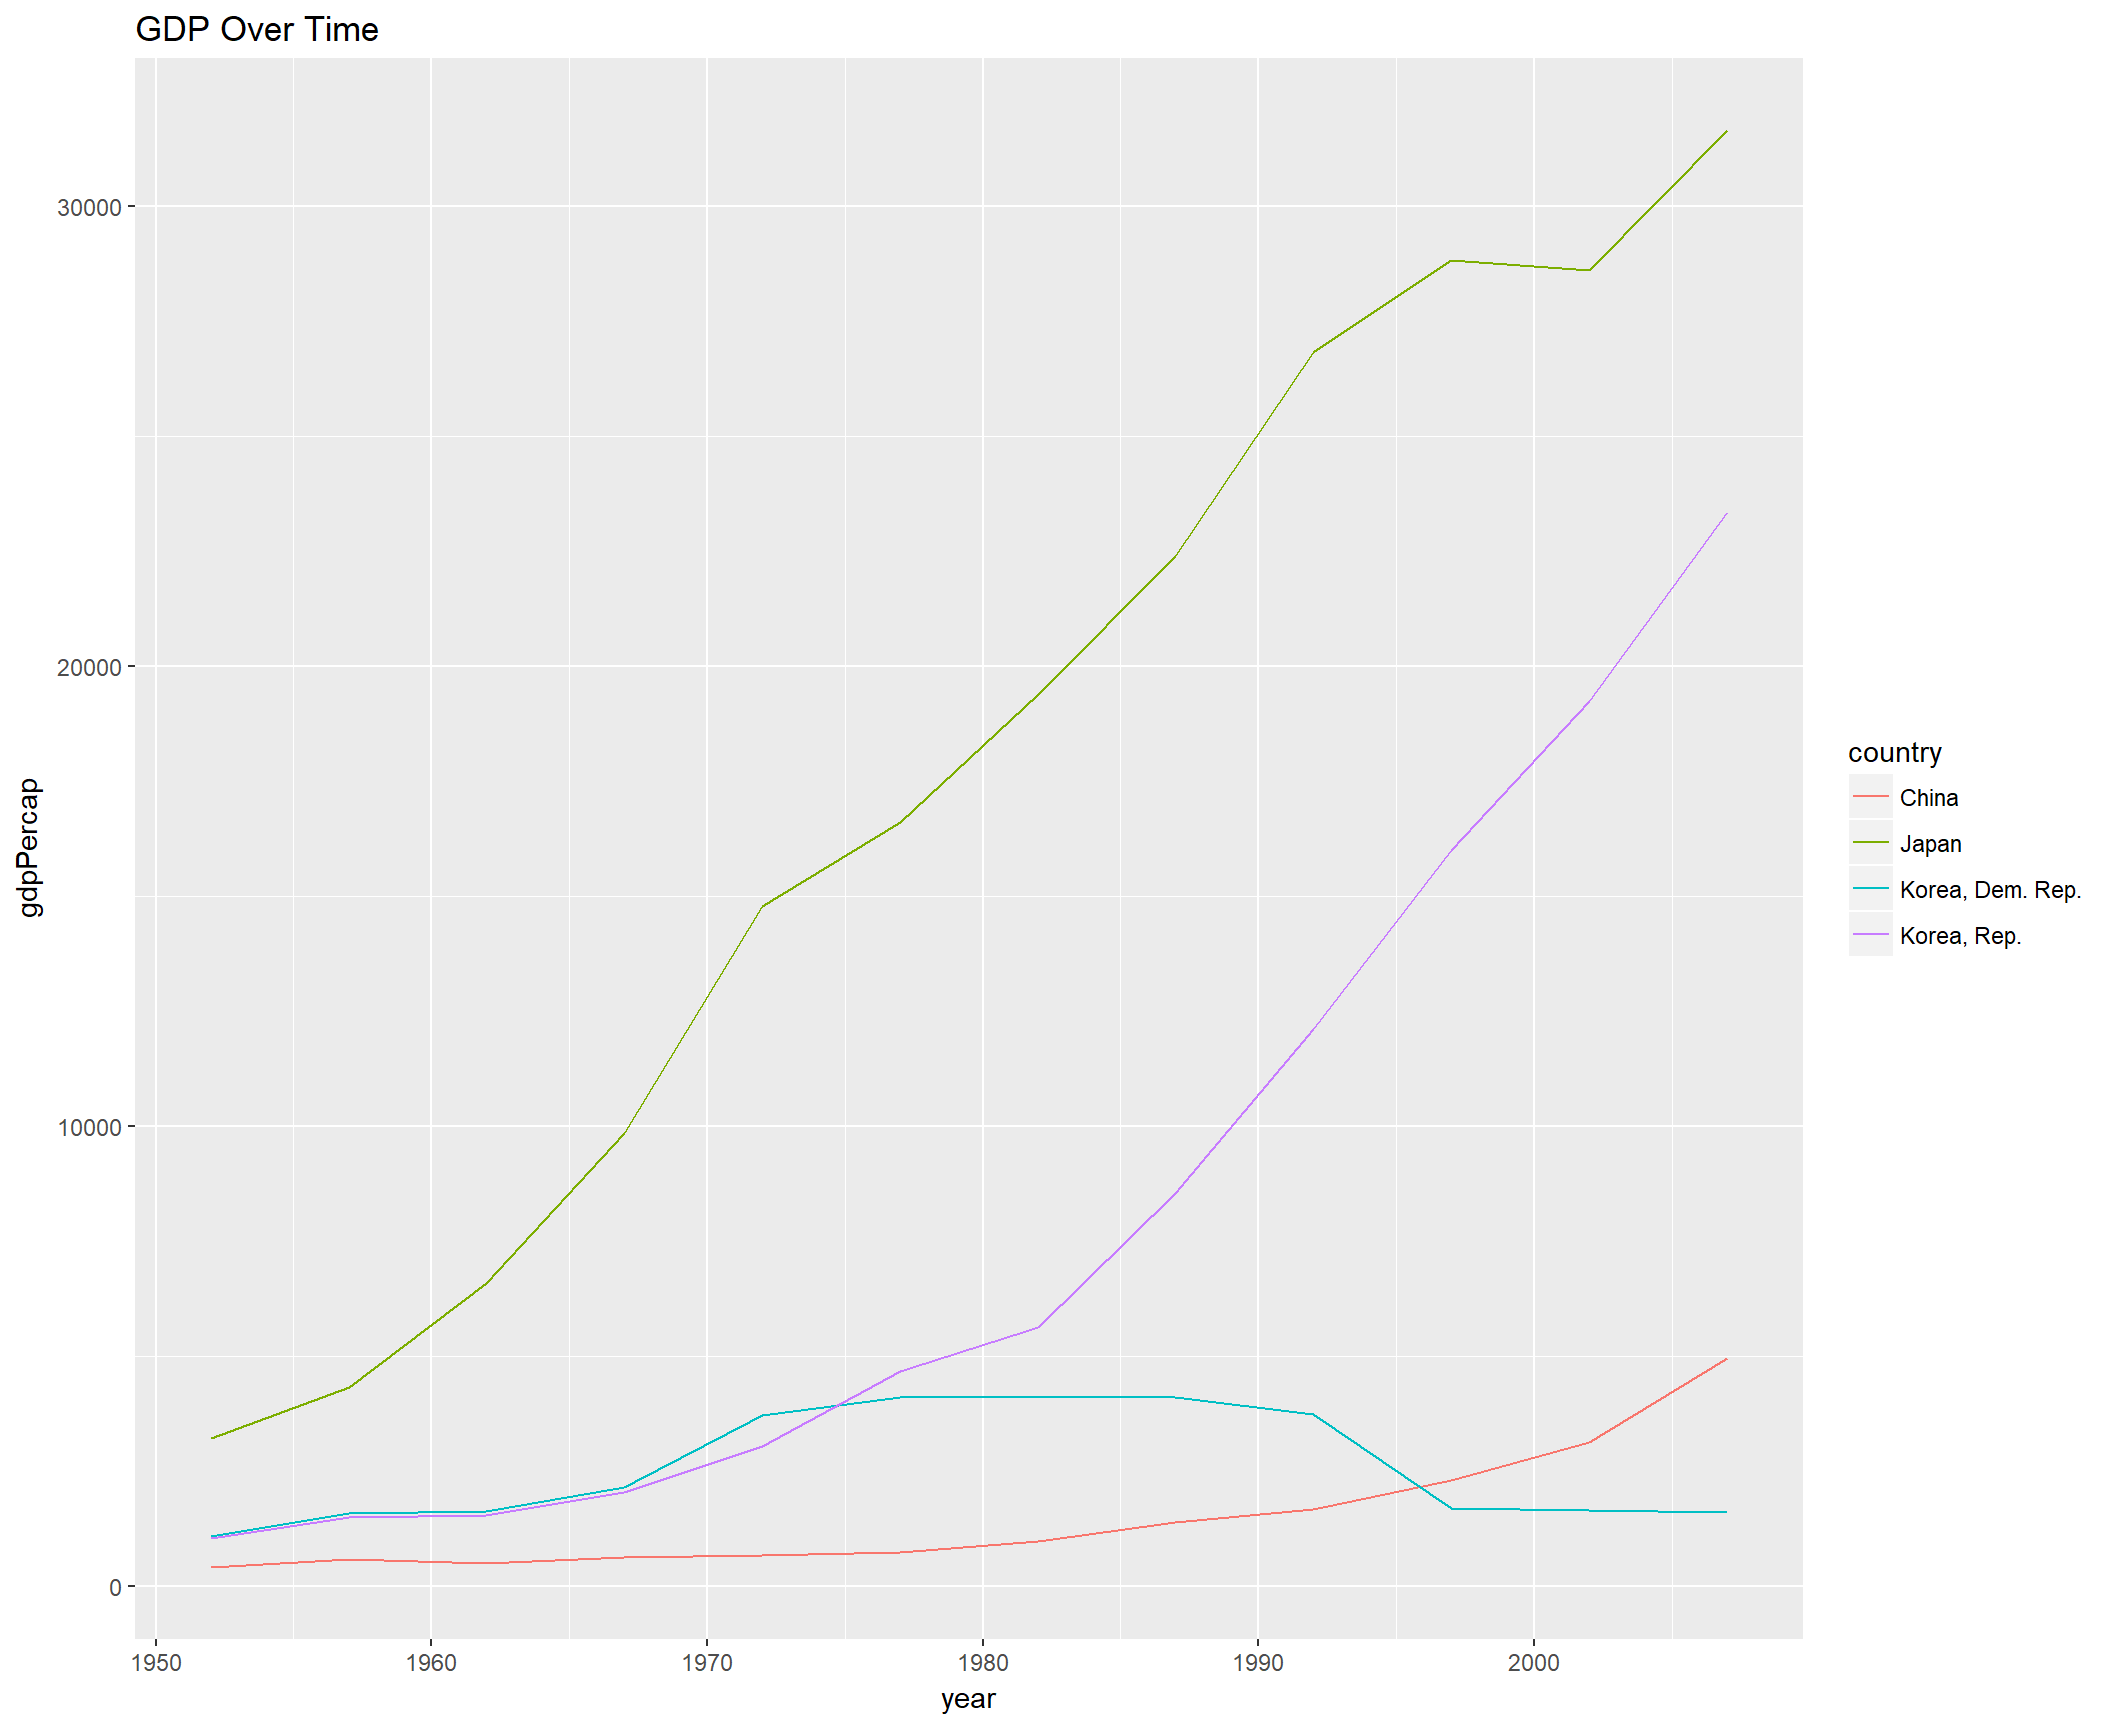 GDP Over Time
30000
20000
10000
0
gdpPercap
1950 1960 1970 1980 1990 2000
year
country
China
Japan
Korea, Dem. Rep.
Korea, Rep.